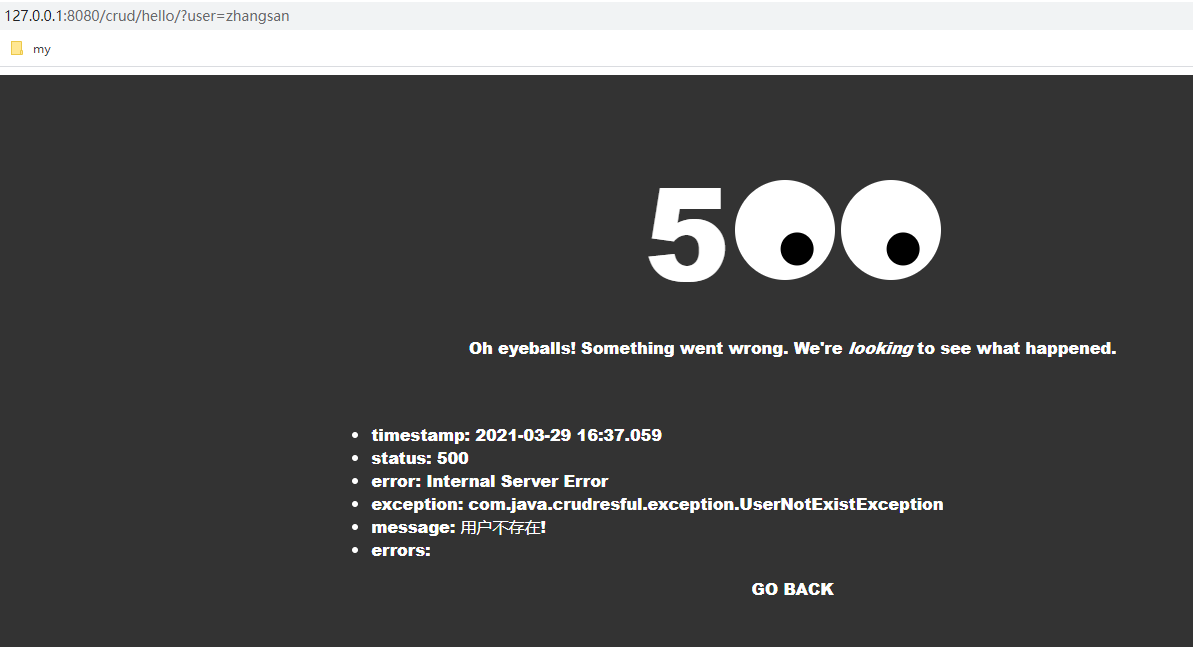 127.0.0.1:8080/crud/hello/?user=zhangsan
my
500
Oh eyeballs! Something went wrong. We're looking to see what happened.
timestamp: 2021-03-29 16:37.059
status: 500
error: Internal Server Error
exception: com.java.crudresful.exception.UserNotExistException
message: 用户不存在!
errors:
GO BACK